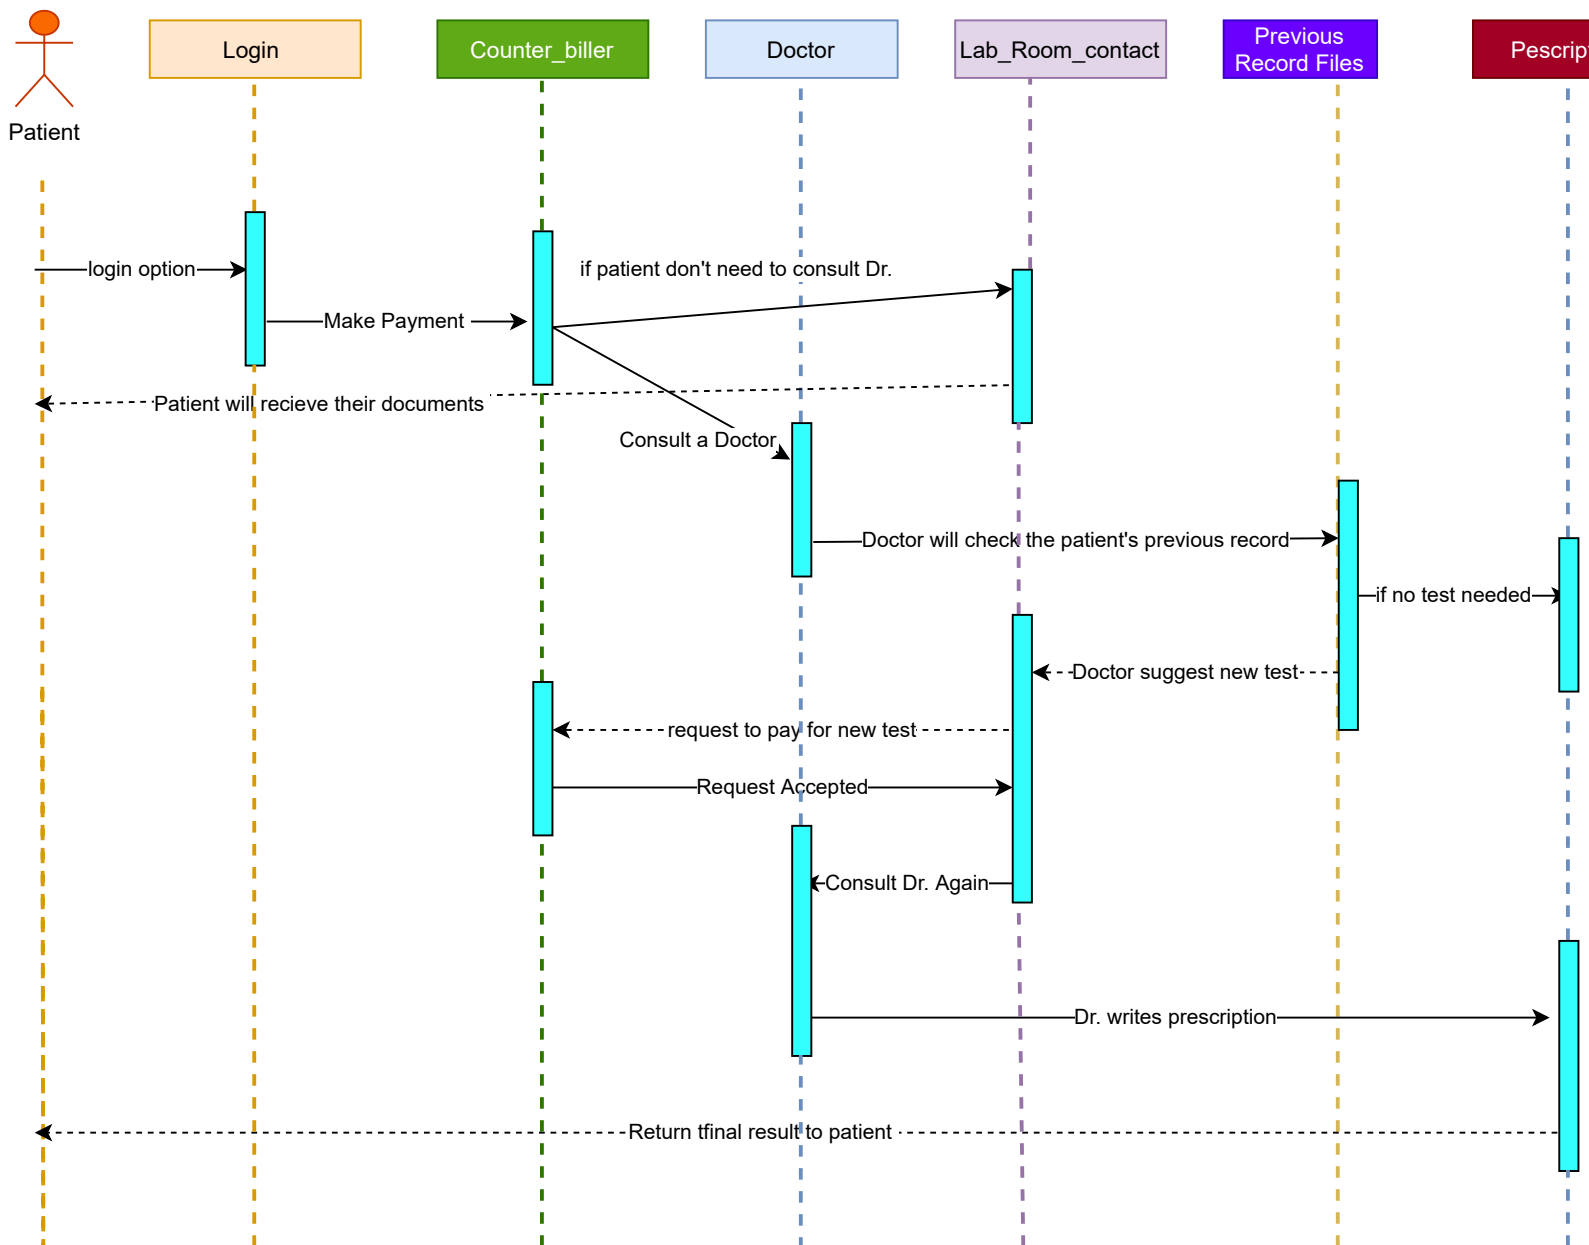 Patient
Login
Counter_biller
Doctor
Lab_Room_contact
Previous
Record Files
login option
if patient don't need to consult Dr.
Make Payment
Patient will recieve their documents
Consult a Doctor
Doctor will check the patient's previous record
if no test needed
Doctor suggest new test
request to pay for new test
Request Accepted
Consult Dr. Again
Dr. writes prescription
Return tfinal result to patient